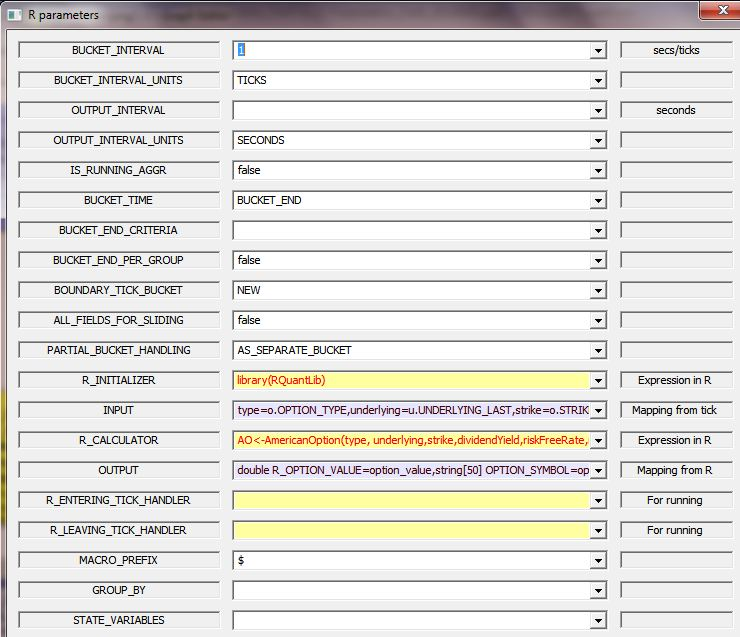 R parameters
BUCKET_INTERVAL 1 secs/ticks
BUCKET_INTERVAL_UNITS TICKS
OUTPUT_INTERVAL seconds
OUTPUT_INTERVAL_UNITS SECONDS
IS_RUNNING_AGGR false
BUCKET_TIME BUCKET_END
BUCKET_END_CRITERIA
BUCKET_END_PER_GROUP false
BOUNDARY_TICK_BUCKET NEW
ALL_FIELDS_FOR_SLIDING false
PARTIAL_BUCKET_HANDLING AS_SEPARATE_BUCKET
R_INITIALIZER library(RQuantLib) Expression in R
INPUT type=o.OPTION_TYPE,underlying=u.UNDERLYING_LAST,strike=o.STRIK Mapping from tick
R_CALCULATOR AO<-AmericanOption(type, underlying,strike,dividendYield,riskFreeRate, Expression in R
OUTPUT double R_OPTION_VALUE=option_value,string[50] OPTION_SYMBOL=op Mapping from R
R_ENTERING_TICK_HANDLER For running
R_LEAVING_TICK_HANDLER For running
MACRO_PREFIX $
GROUP_BY
STATE_VARIABLES